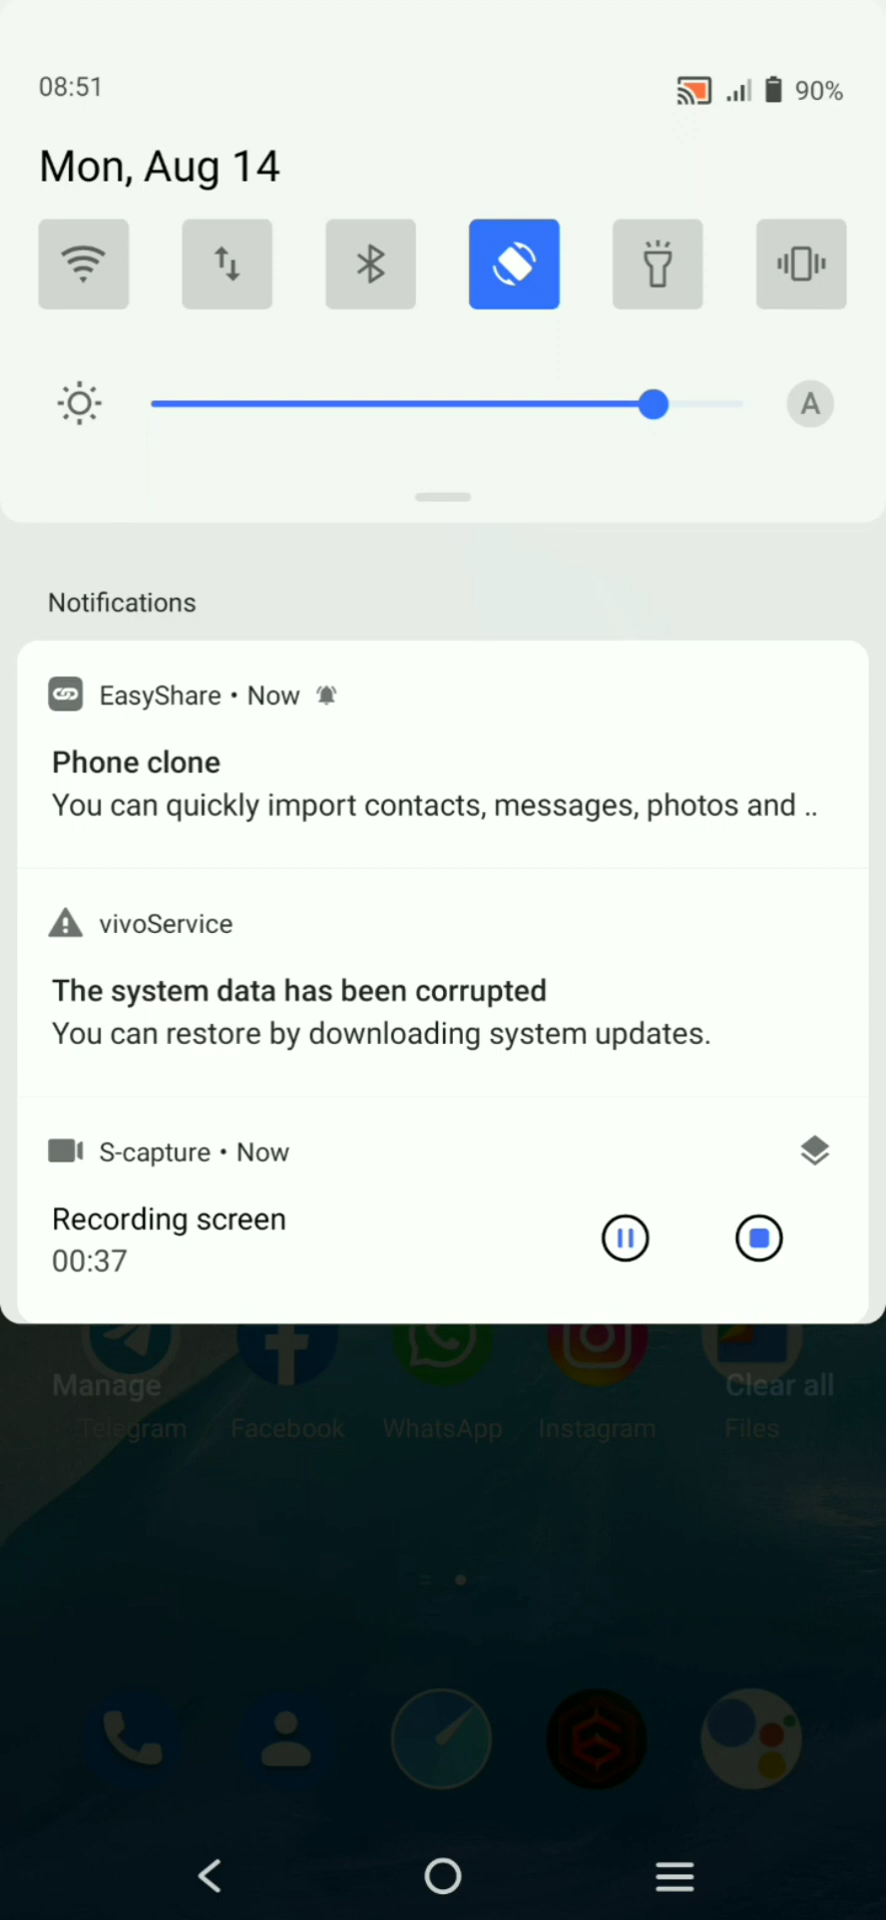 08:51
90%
Mon, Aug 14
A
Notifications
EasyShare • Now
Phone clone
You can quickly import contacts, messages, photos and ..
vivoService
The system data has been corrupted
You can restore by downloading system updates.
S-capture • Now
Recording screen
00:37
Manage
Clear all
Telegram
Facebook
WhatsApp
Instagram
Files